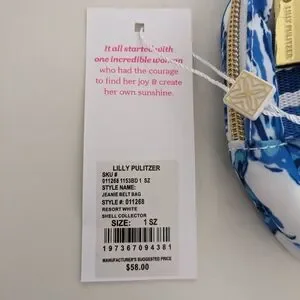 It all started with
one incredible woman
who had the courage
to find her joy & create
her own sunshine.
LILLY PULITZER
SKU #
011268 1153BD 1 SZ
STYLE NAME:
JEANIE BELT BAG
STYLE #: 011268
RESORT WHITE
SHELL COLLECTOR
SIZE: 1 SZ
197367094381
MANUFACTURER'S SUGGESTED PRICE
$58.00
LILLY PULITZER